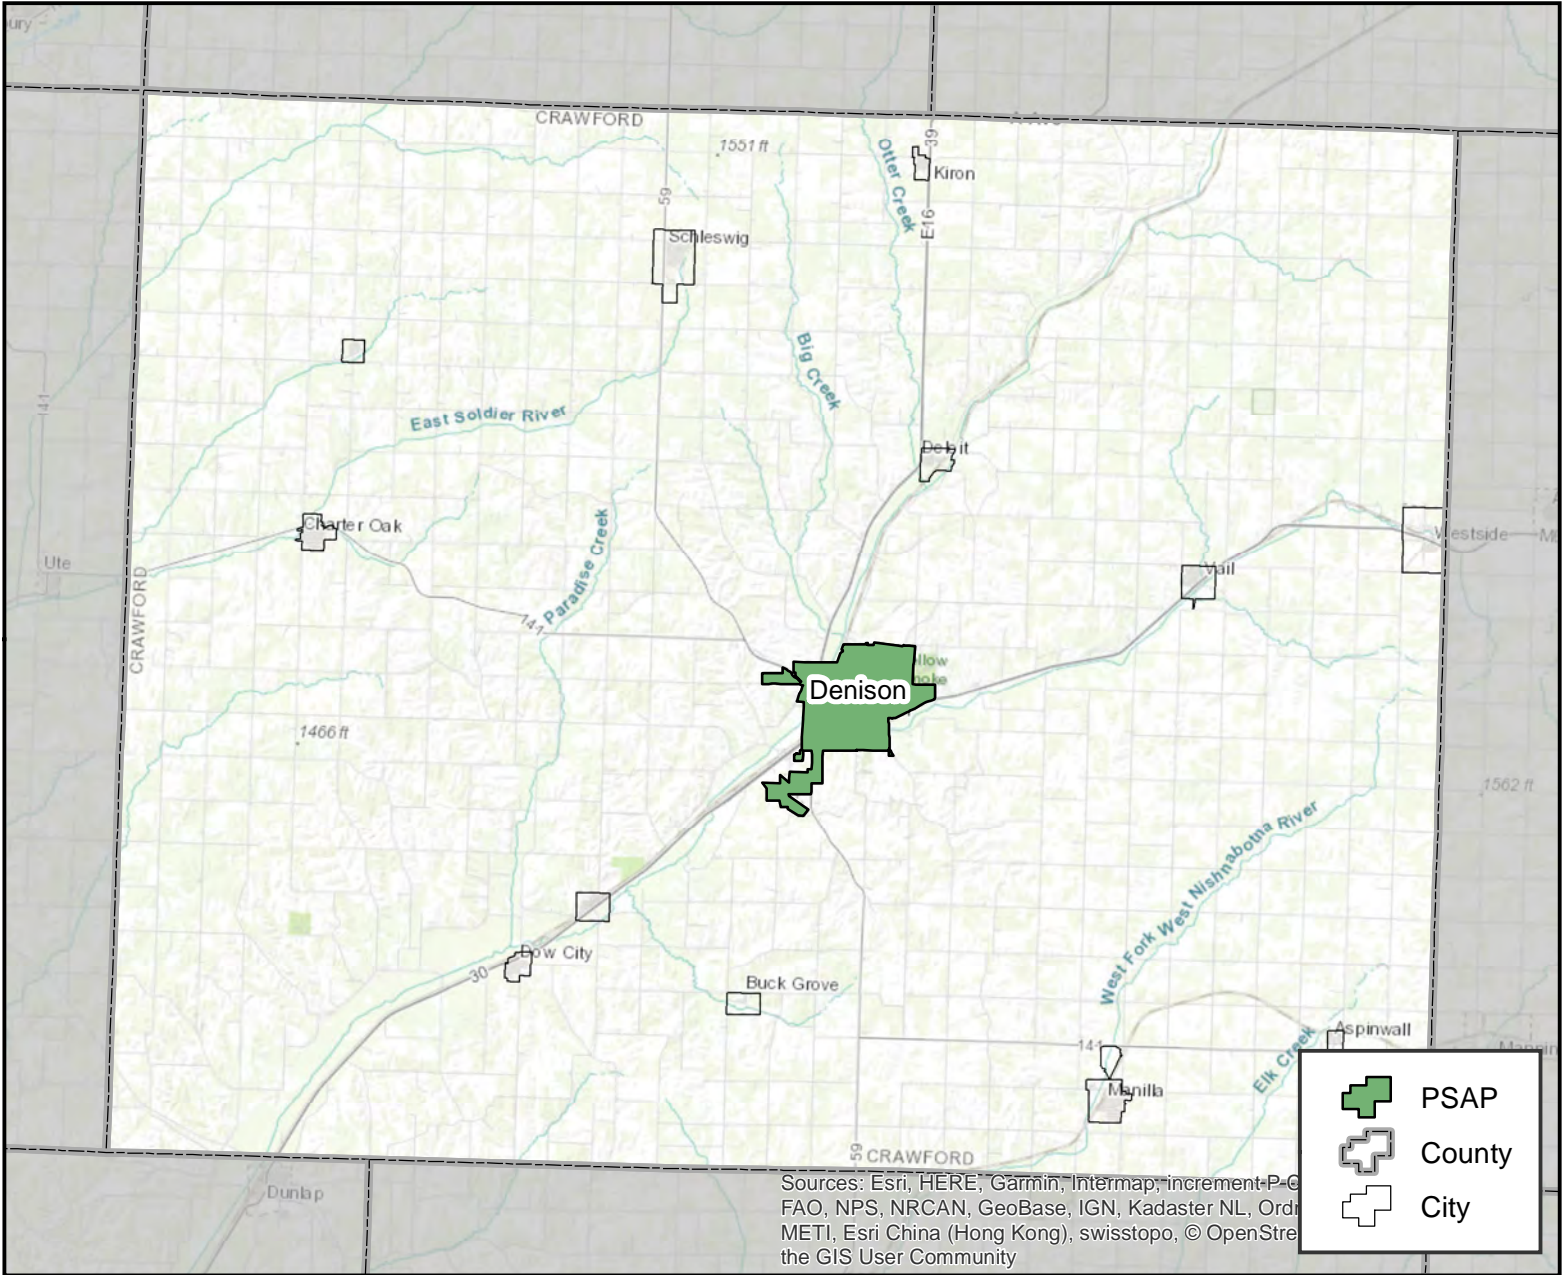 ury
CRAWFORD
1551 ft
39
Otter Creek
Kiron
59
E16
Schleswig
Big Creek
141
East Soldier River
Charter Oak
Paradise Creek
Westside
Ute
Vail
CRAWFORD
141
llow
Denison
1466 ft
1562 ft
West Fork West Nishnabotna River
Dow City
30
Buck Grove
Aspinwall
141
Elk Creek
Manilla
PSAP
County
City
59
CRAWFORD
Dunlap
Sources: Esri, HERE, Garmin, Intermap, increment P
FAO, NPS, NRCAN, GeoBase, IGN, Kadaster NL, Ord
METI, Esri China (Hong Kong), swisstopo, © OpenStre
the GIS User Community